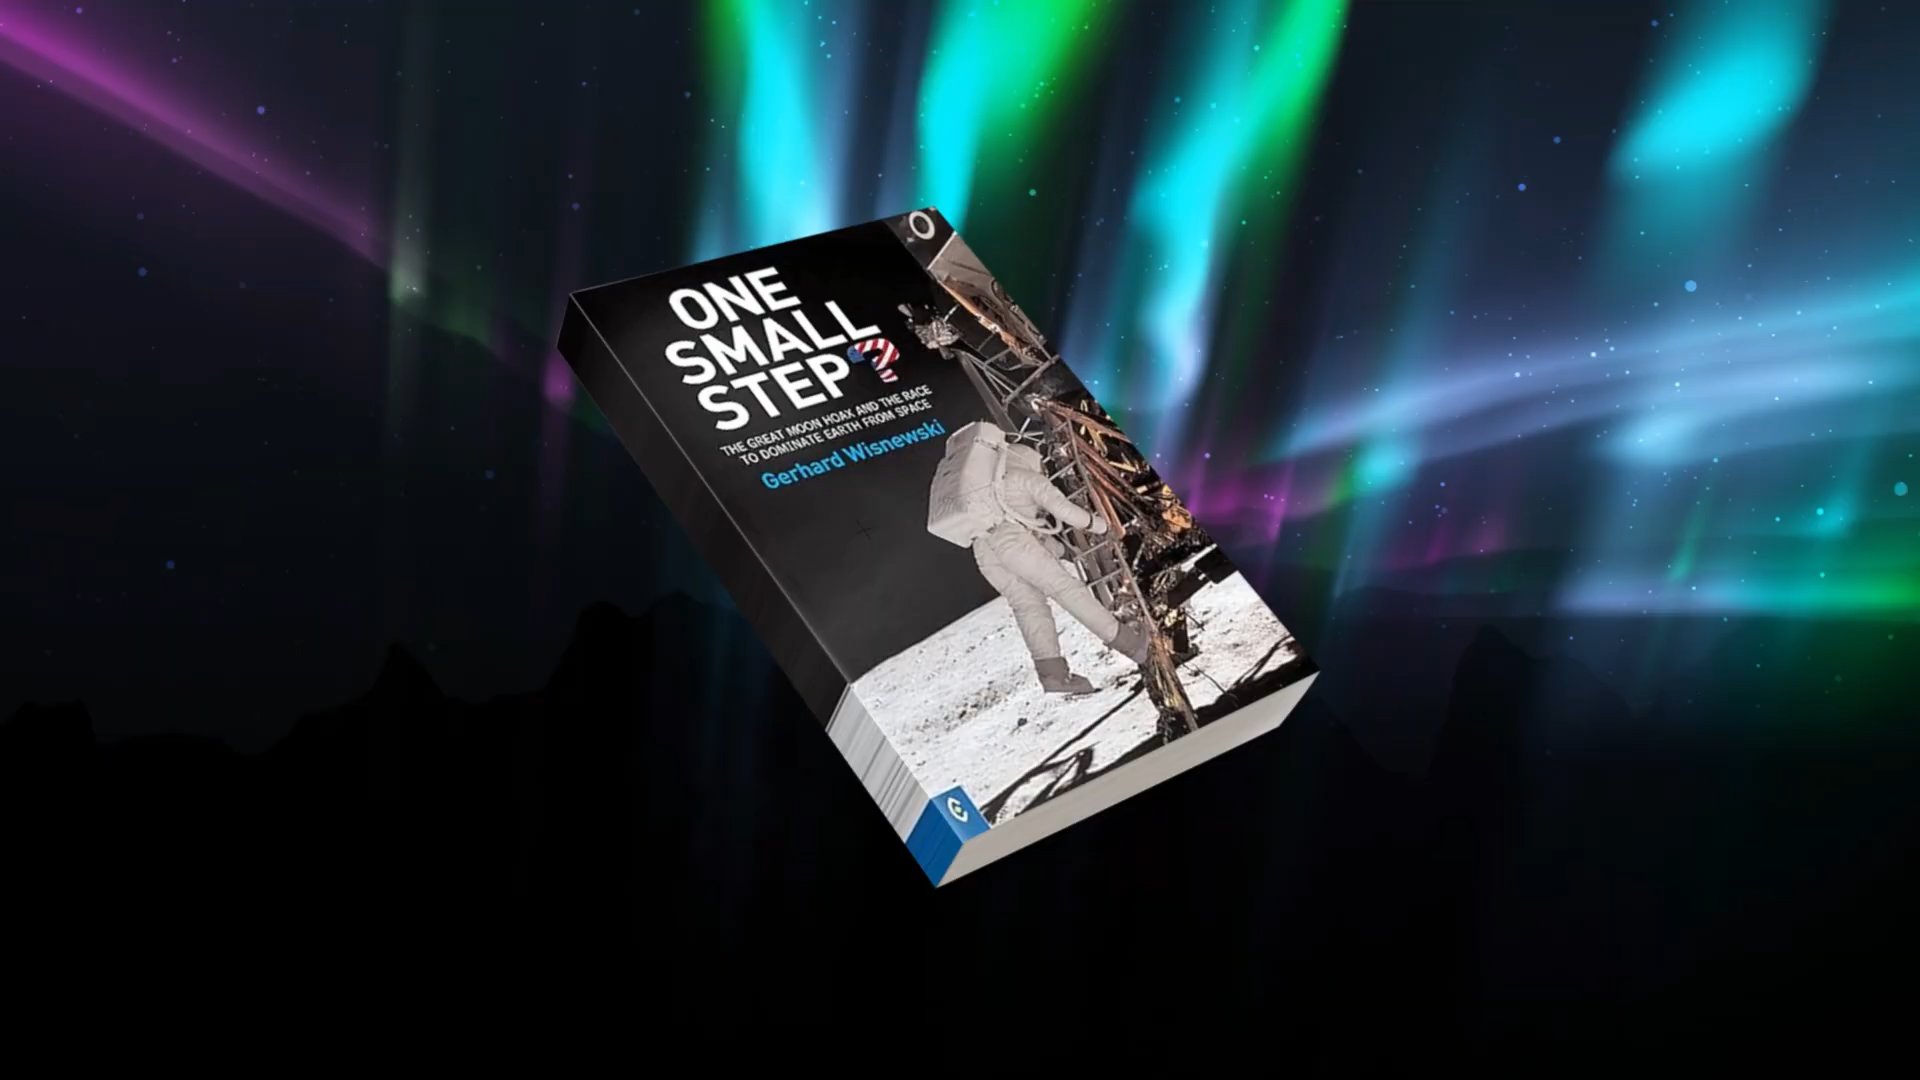 ONE
SMALL
STEP?
THE GREAT MOON HOAX AND THE RACE
TO DOMINATE EARTH FROM SPACE
Gerhard Wisnewski